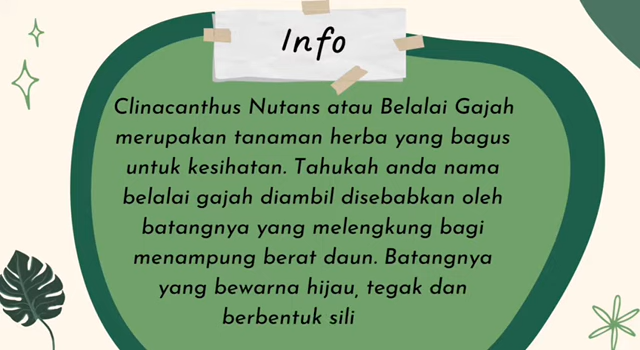 Info
Clinacanthus Nutans atau Belalai Gajah
merupakan tanaman herba yang bagus
untuk kesihatan. Tahukah anda nama
belalai gajah diambil disebabkan oleh
batangnya yang melengkung bagi
menampung berat daun. Batangnya
yang bewarna hijau, tegak dan
berbentuk sili